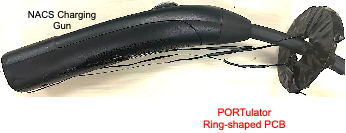 NACS Charging
Gun
PORTulator
Ring-shaped PCB